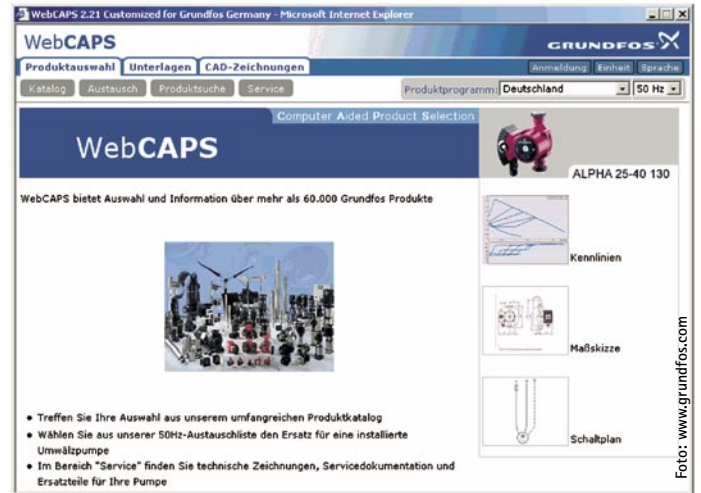 WebCAPS 2.21 Customized for Grundfos Germany - Microsoft Internet Explorer
WebCAPS
GRUNDFOS
Produktauswahl Unterlagen CAD-Zeichnungen
Anmeldung Einheit Sprache
Katalog Austausch Produktsuche Service
Produktprogramm: Deutschland 50 Hz
Computer Aided Product Selection
WebCAPS
ALPHA 25-40 130
WebCAPS bietet Auswahl und Information über mehr als 60.000 Grundfos Produkte
Kennlinien
Maßskizze
Schaltplan
• Treffen Sie Ihre Auswahl aus unserem umfangreichen Produktkatalog
• Wählen Sie aus unserer 50Hz-Austauschliste den Ersatz für eine installierte
Umwälzpumpe
• Im Bereich "Service" finden Sie technische Zeichnungen, Servicedokumentation und
Ersatzteile für Ihre Pumpe
Foto: www.grundfos.com